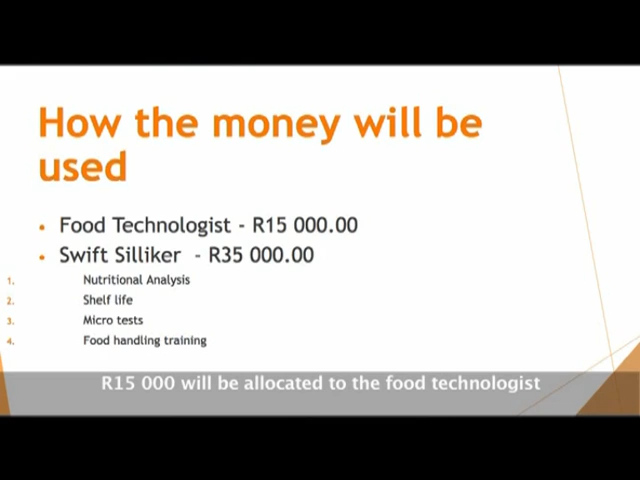 How the money will be
used
• Food Technologist - R15 000.00
• Swift Silliker - R35 000.00
1. Nutritional Analysis
2. Shelf life
3. Micro tests
4. Food handling training
R15 000 will be allocated to the food technologist